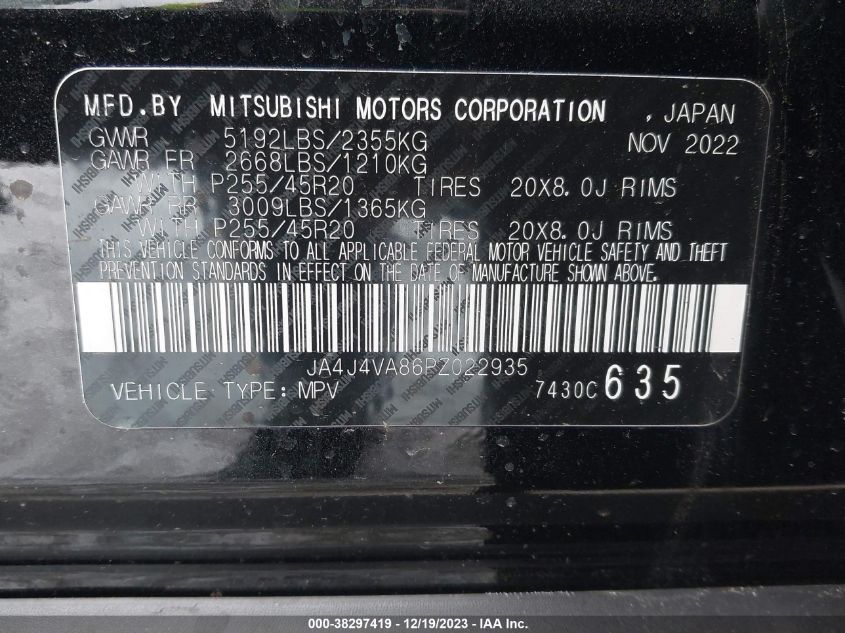 MFD.BY MITSUBISHI MOTORS CORPORATION , JAPAN
GVWR 5192LBS/2355KG NOV 2022
GAWR FR 2668LBS/1210KG
WITH P255/45R20 TIRES 20X8.0J RIMS
GAWR RR 3009LBS/1365KG
WITH P255/45R20 TIRES 20X8.0J RIMS
THIS VEHICLE CONFORMS TO ALL APPLICABLE FEDERAL MOTOR VEHICLE SAFETY AND THEFT
PREVENTION STANDARDS IN EFFECT ON THE DATE OF MANUFACTURE SHOWN ABOVE.
JA4J4VA86RZ022935
VEHICLE TYPE: MPV 7430C 635
000-38297419 - 12/19/2023 - IAA Inc.